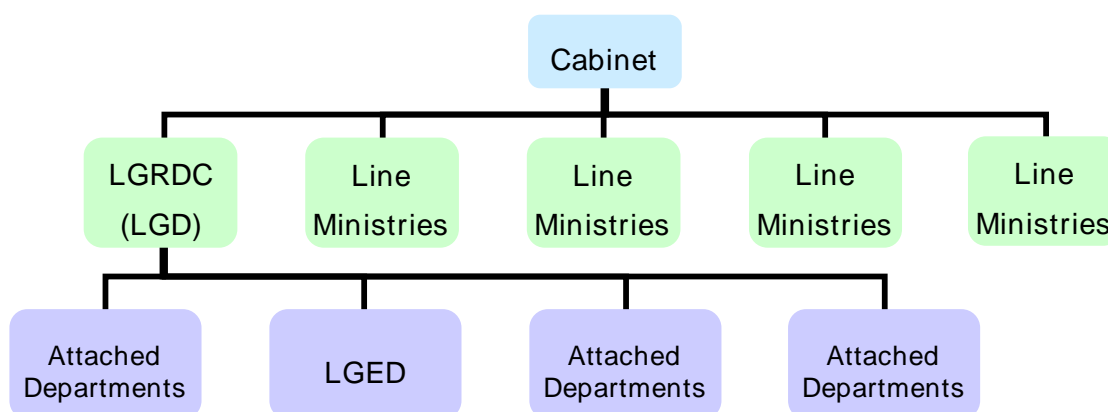 Cabinet
LGRDC
(LGD)
Line
Ministries
Line
Ministries
Line
Ministries
Line
Ministries
Attached
Departments
LGED
Attached
Departments
Attached
Departments